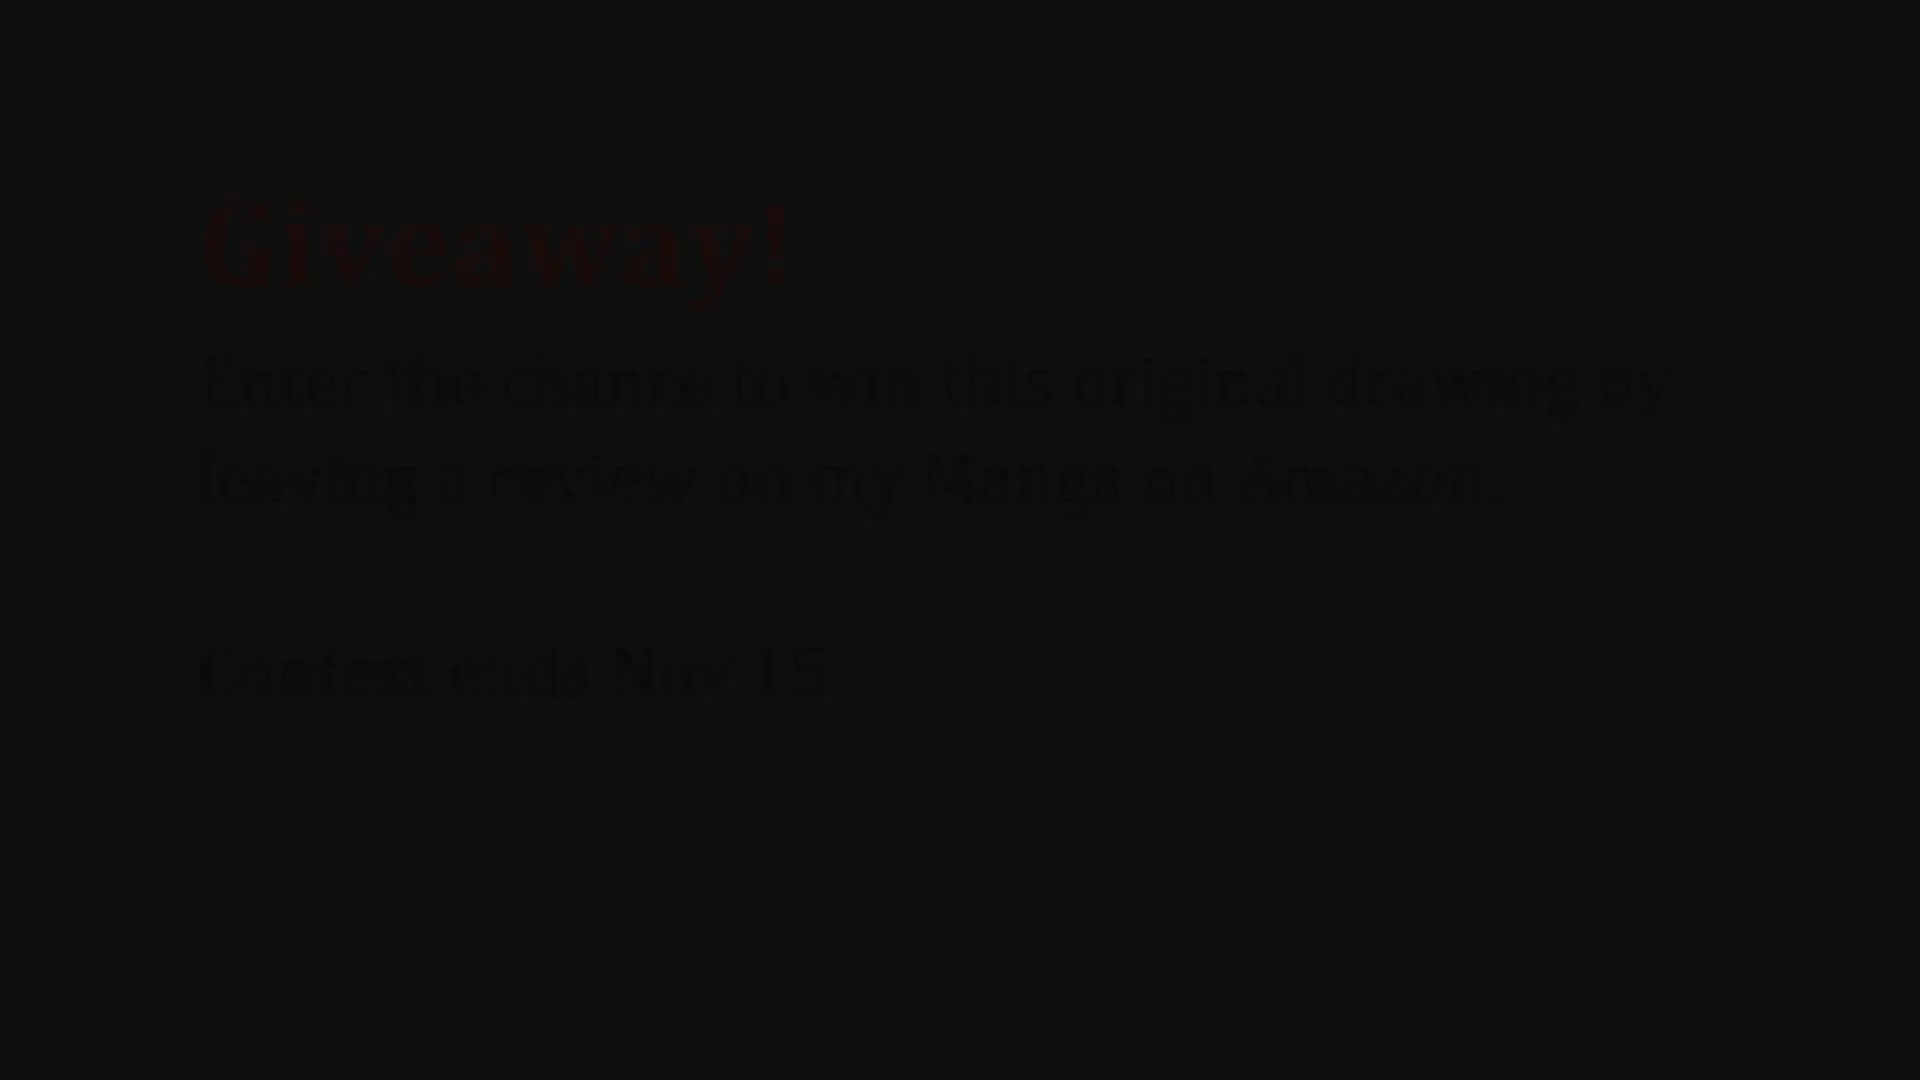 Giveaway!
Enter the chance to win this original drawing by
leaving a review on my Manga on Amazon.
Contest ends Nov 15